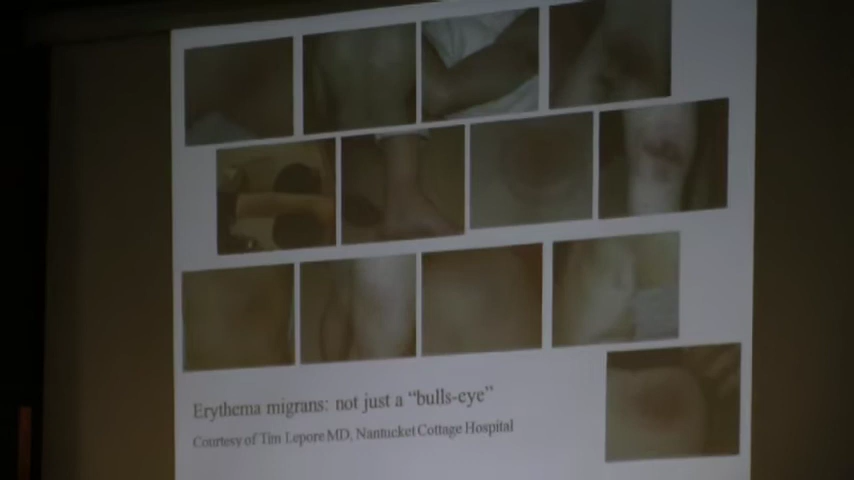 Erythema migrans: not just a “bulls-eye”
Courtesy of Tim Lepore MD, Nantucket Cottage Hospital